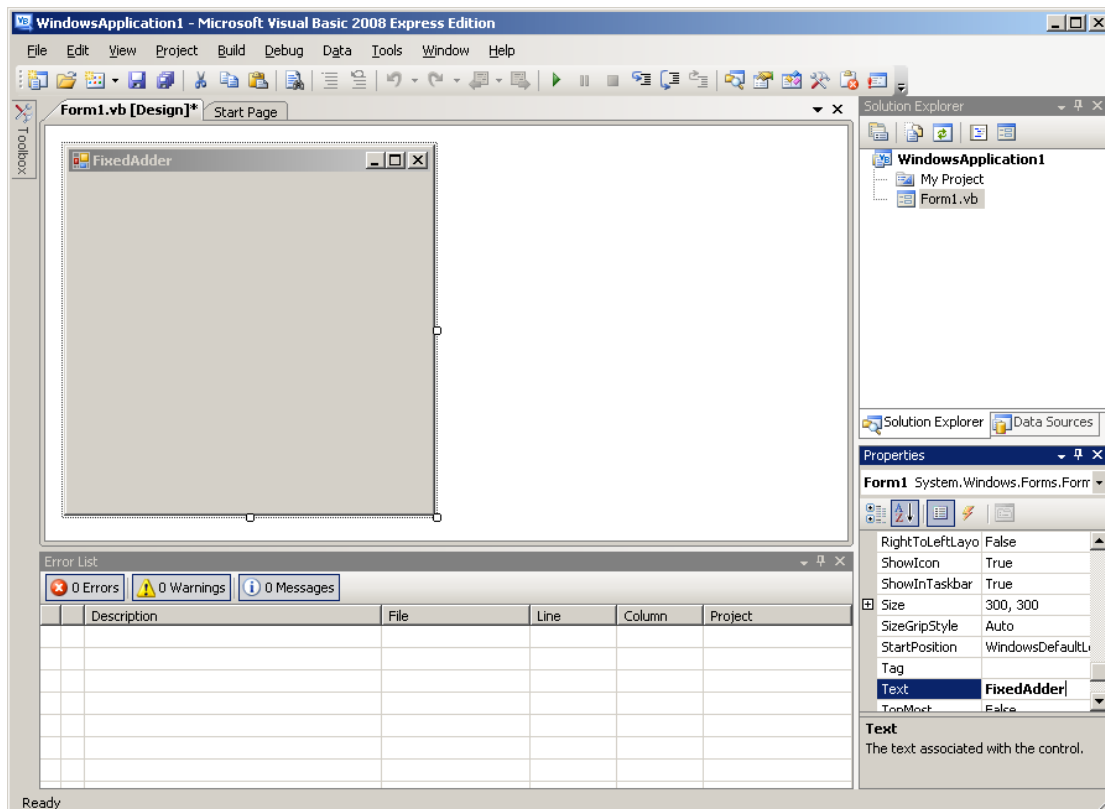 WindowsApplication1 - Microsoft Visual Basic 2008 Express Edition
File Edit View Project Build Debug Data Tools Window Help
Toolbox
Form1.vb [Design]* Start Page
FixedAdder
Solution Explorer
WindowsApplication1
My Project
Form1.vb
Solution Explorer Data Sources
Properties
Form1 System.Windows.Forms.Form
RightToLeftLayo False
ShowIcon True
ShowInTaskbar True
Size 300, 300
SizeGripStyle Auto
StartPosition WindowsDefaultL
Tag
Text FixedAdder
TopMost False
Text
The text associated with the control.
Error List
0 Errors 0 Warnings 0 Messages
Description File Line Column Project
Ready